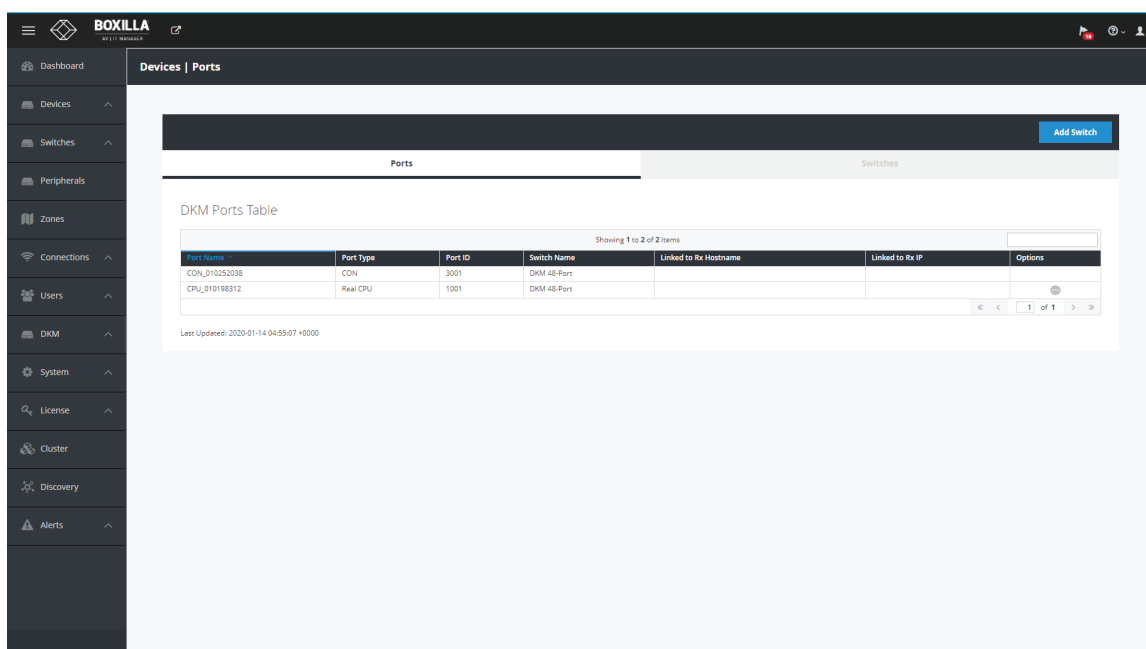 BOXILLA
AV | IT MANAGER
18
Dashboard
Devices | Ports
Devices
Switches
Add Switch
Ports
Switches
Peripherals
Zones
DKM Ports Table
Showing 1 to 2 of 2 Items
Connections
Port Name Port Type Port ID Switch Name Linked to Rx Hostname Linked to Rx IP Options
CON_010252038 CON 3001 DKM 48-Port
CPU_010198312 Real CPU 1001 DKM 48-Port
Users
« < 1 of 1 > »
DKM
Last Updated: 2020-01-14 04:55:07 +0000
System
License
Cluster
Discovery
Alerts